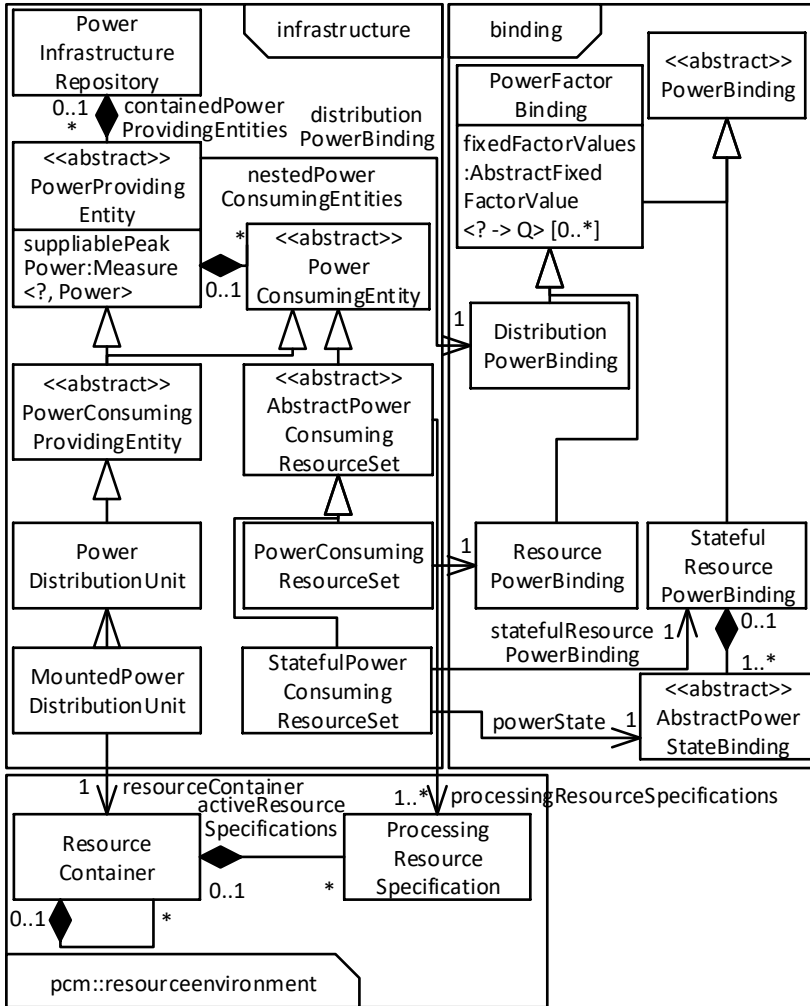 infrastructure
binding
Power
Infrastructure
Repository
0..1
*
containedPower
ProvidingEntities
distribution
PowerBinding
<<abstract>>
PowerProviding
Entity
suppliablePeak
Power:Measure
<?, Power>
nestedPower
ConsumingEntities
*
0..1
<<abstract>>
Power
ConsumingEntity
PowerFactor
Binding
fixedFactorValues
:AbstractFixed
FactorValue
<? -> Q> [0..*]
<<abstract>>
PowerBinding
1
Distribution
PowerBinding
<<abstract>>
PowerConsuming
ProvidingEntity
<<abstract>>
AbstractPower
Consuming
ResourceSet
Power
DistributionUnit
PowerConsuming
ResourceSet
1
Resource
PowerBinding
Stateful
Resource
PowerBinding
MountedPower
DistributionUnit
StatefulPower
Consuming
ResourceSet
statefulResource
PowerBinding
1
0..1
1..*
powerState
1
<<abstract>>
AbstractPower
StateBinding
1
resourceContainer
activeResource
Specifications
1..*
processingResourceSpecifications
Resource
Container
0..1
*
Processing
Resource
Specification
0..1
*
pcm::resourceenvironment